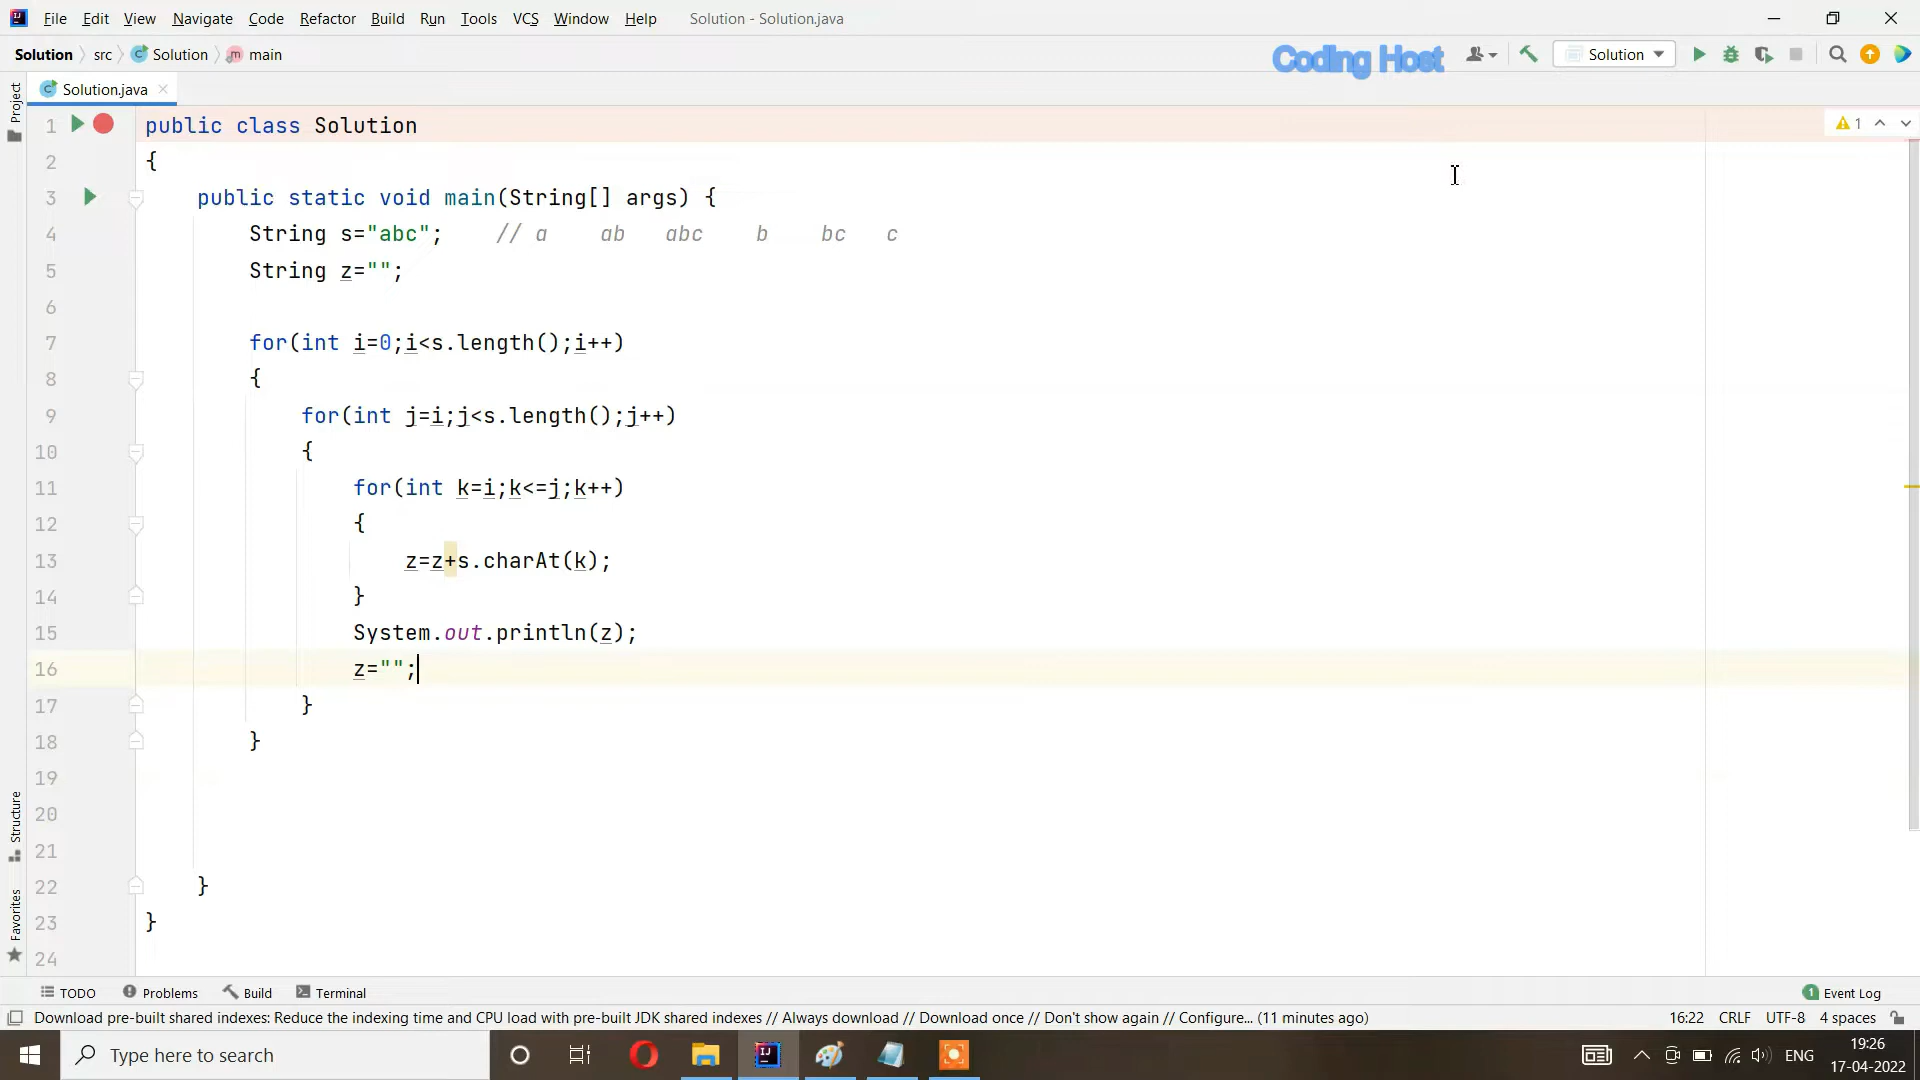 File Edit View Navigate Code Refactor Build Run Tools VCS Window Help Solution - Solution.java
Solution src Solution main Coding Host Solution
Project
Solution.java
1 public class Solution 1
2 {
3 public static void main(String[] args) {
4 String s="abc"; // a ab abc b bc c
5 String z="";
6
7 for(int i=0;i<s.length();i++)
8 {
9 for(int j=i;j<s.length();j++)
10 {
11 for(int k=i;k<=j;k++)
12 {
13 z=z+s.charAt(k);
14 }
15 System.out.println(z);
16 z="";
17 }
18 }
19
20
21
22 }
23 }
24
Structure
Favorites
TODO Problems Build Terminal 1 Event Log
Download pre-built shared indexes: Reduce the indexing time and CPU load with pre-built JDK shared indexes // Always download // Download once // Don't show again // Configure... (11 minutes ago) 16:22 CRLF UTF-8 4 spaces
Type here to search ENG 19:26
17-04-2022